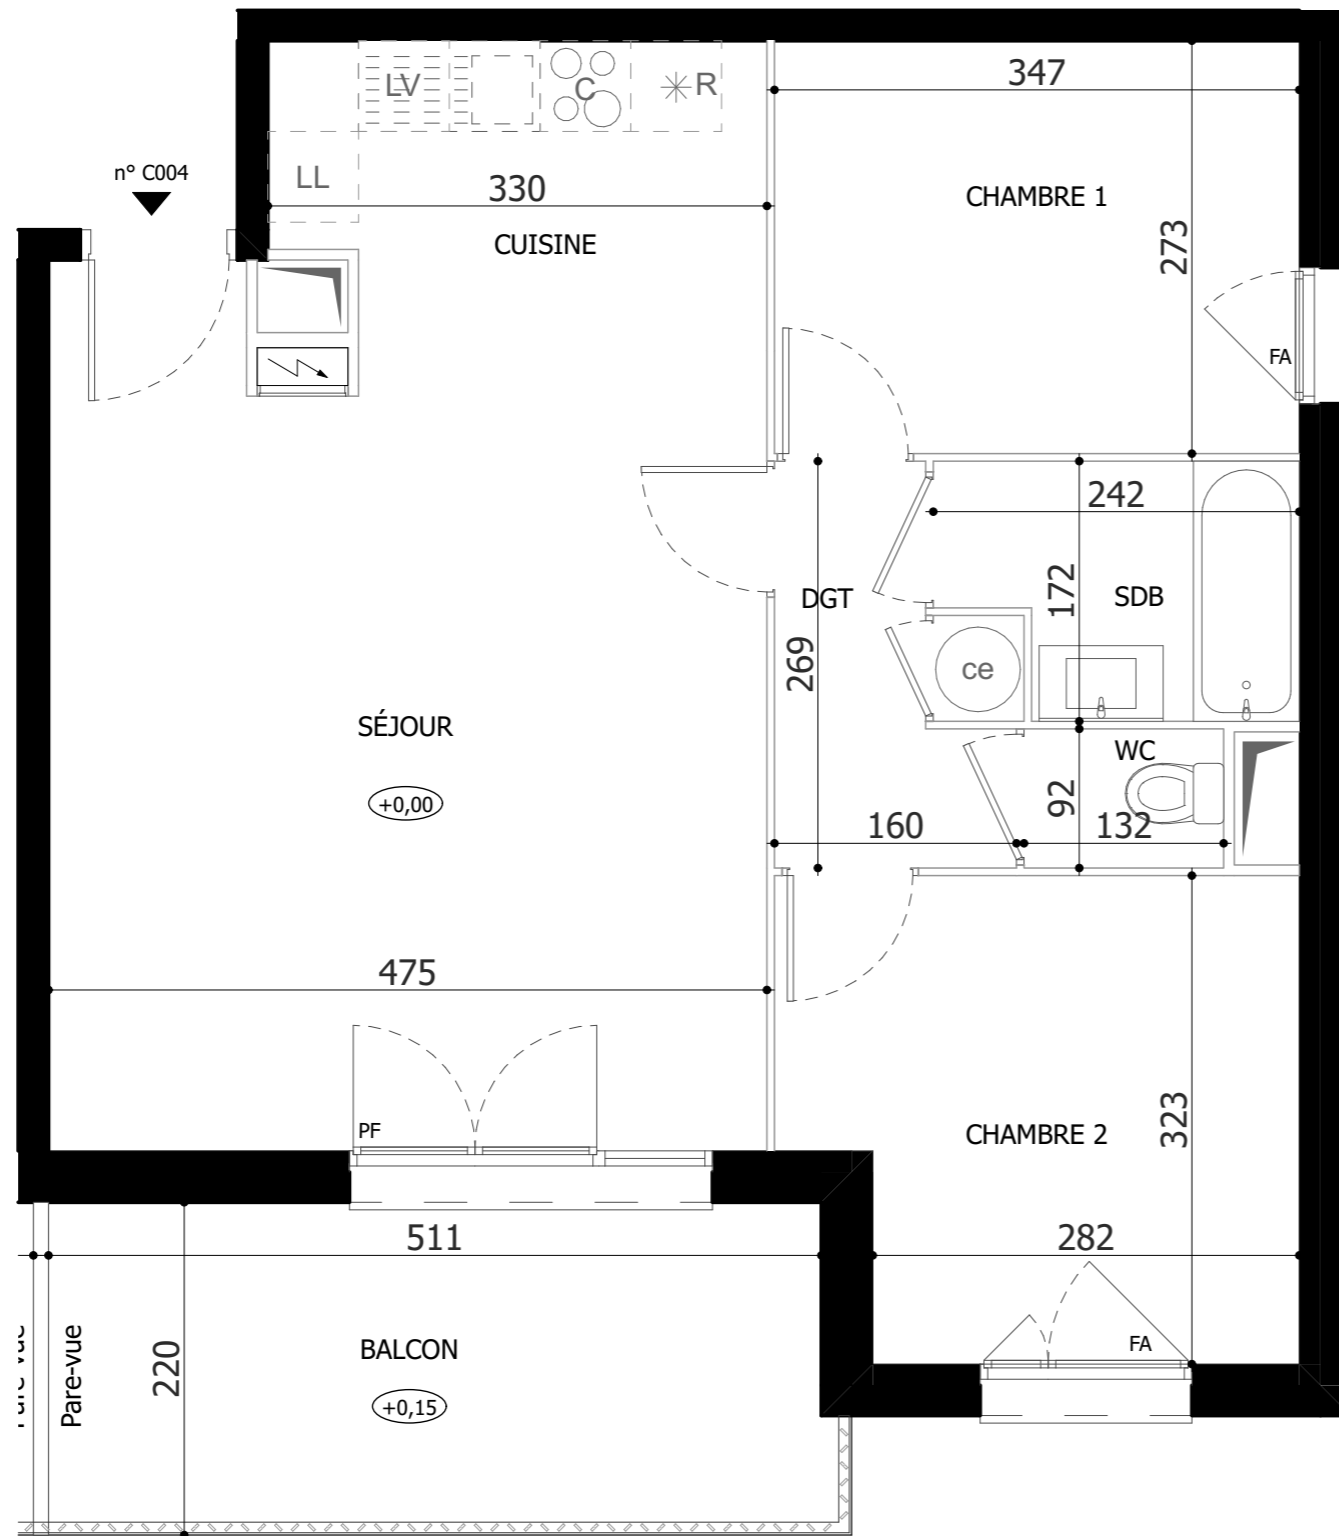 347
LV
C
R
n° C004
LL
330
CHAMBRE 1
CUISINE
273
FA
242
172
DGT
SDB
269
ce
SÉJOUR
WC
+0,00
92
160
132
475
PF
CHAMBRE 2
323
511
282
Pare-vue
220
BALCON
FA
+0,15